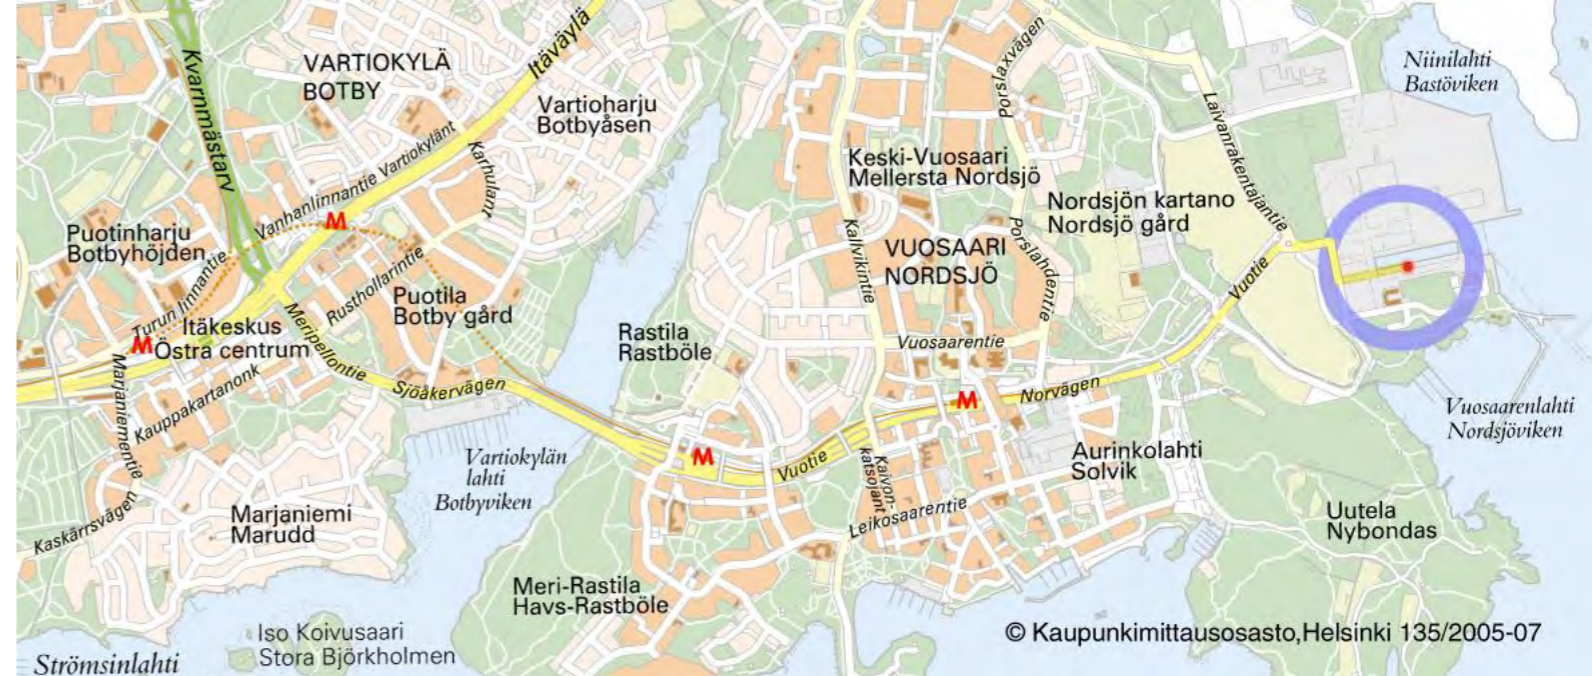 Kvarnmästarv
VARTIOKYLÄ
BOTBY
Itäväylä
Vartioharju
Botbyåsen
Vanhanlinnantie Vartiokylänt
Karhulant
M
Puotinharju
Botbyhöjden
Turunlinnantie
Rusthollarintie
Puotila
Botby gård
Itäkeskus
M Östra centrum
Meripellontie
Sjöåkervägen
Marjaniementie
Kauppakartanonk
Kaskärrsvägen
Marjaniemi
Marudd
Vartiokylän
lahti
Botbyviken
Iso Koivusaari
Stora Björkholmen
Strömsinlahti
Rastila
Rastböle
M
Meri-Rastila
Havs-Rastböle
Keski-Vuosaari
Mellersta Nordsjö
Kallvikintie
VUOSAARI
NORDSJÖ
Porslaxvägen
Porslahdentie
Nordsjön kartano
Nordsjö gård
Laivanrakentajantie
Niinilahti
Bastöviken
Vuotie
Vuosaarentie
M
Norvägen
Vuotie
Kaivon-
katsojant
Leikosaarentie
Aurinkolahti
Solvik
Vuosaarenlahti
Nordsjöviken
Uutela
Nybondas
© Kaupunkimittausosasto,Helsinki 135/2005-07